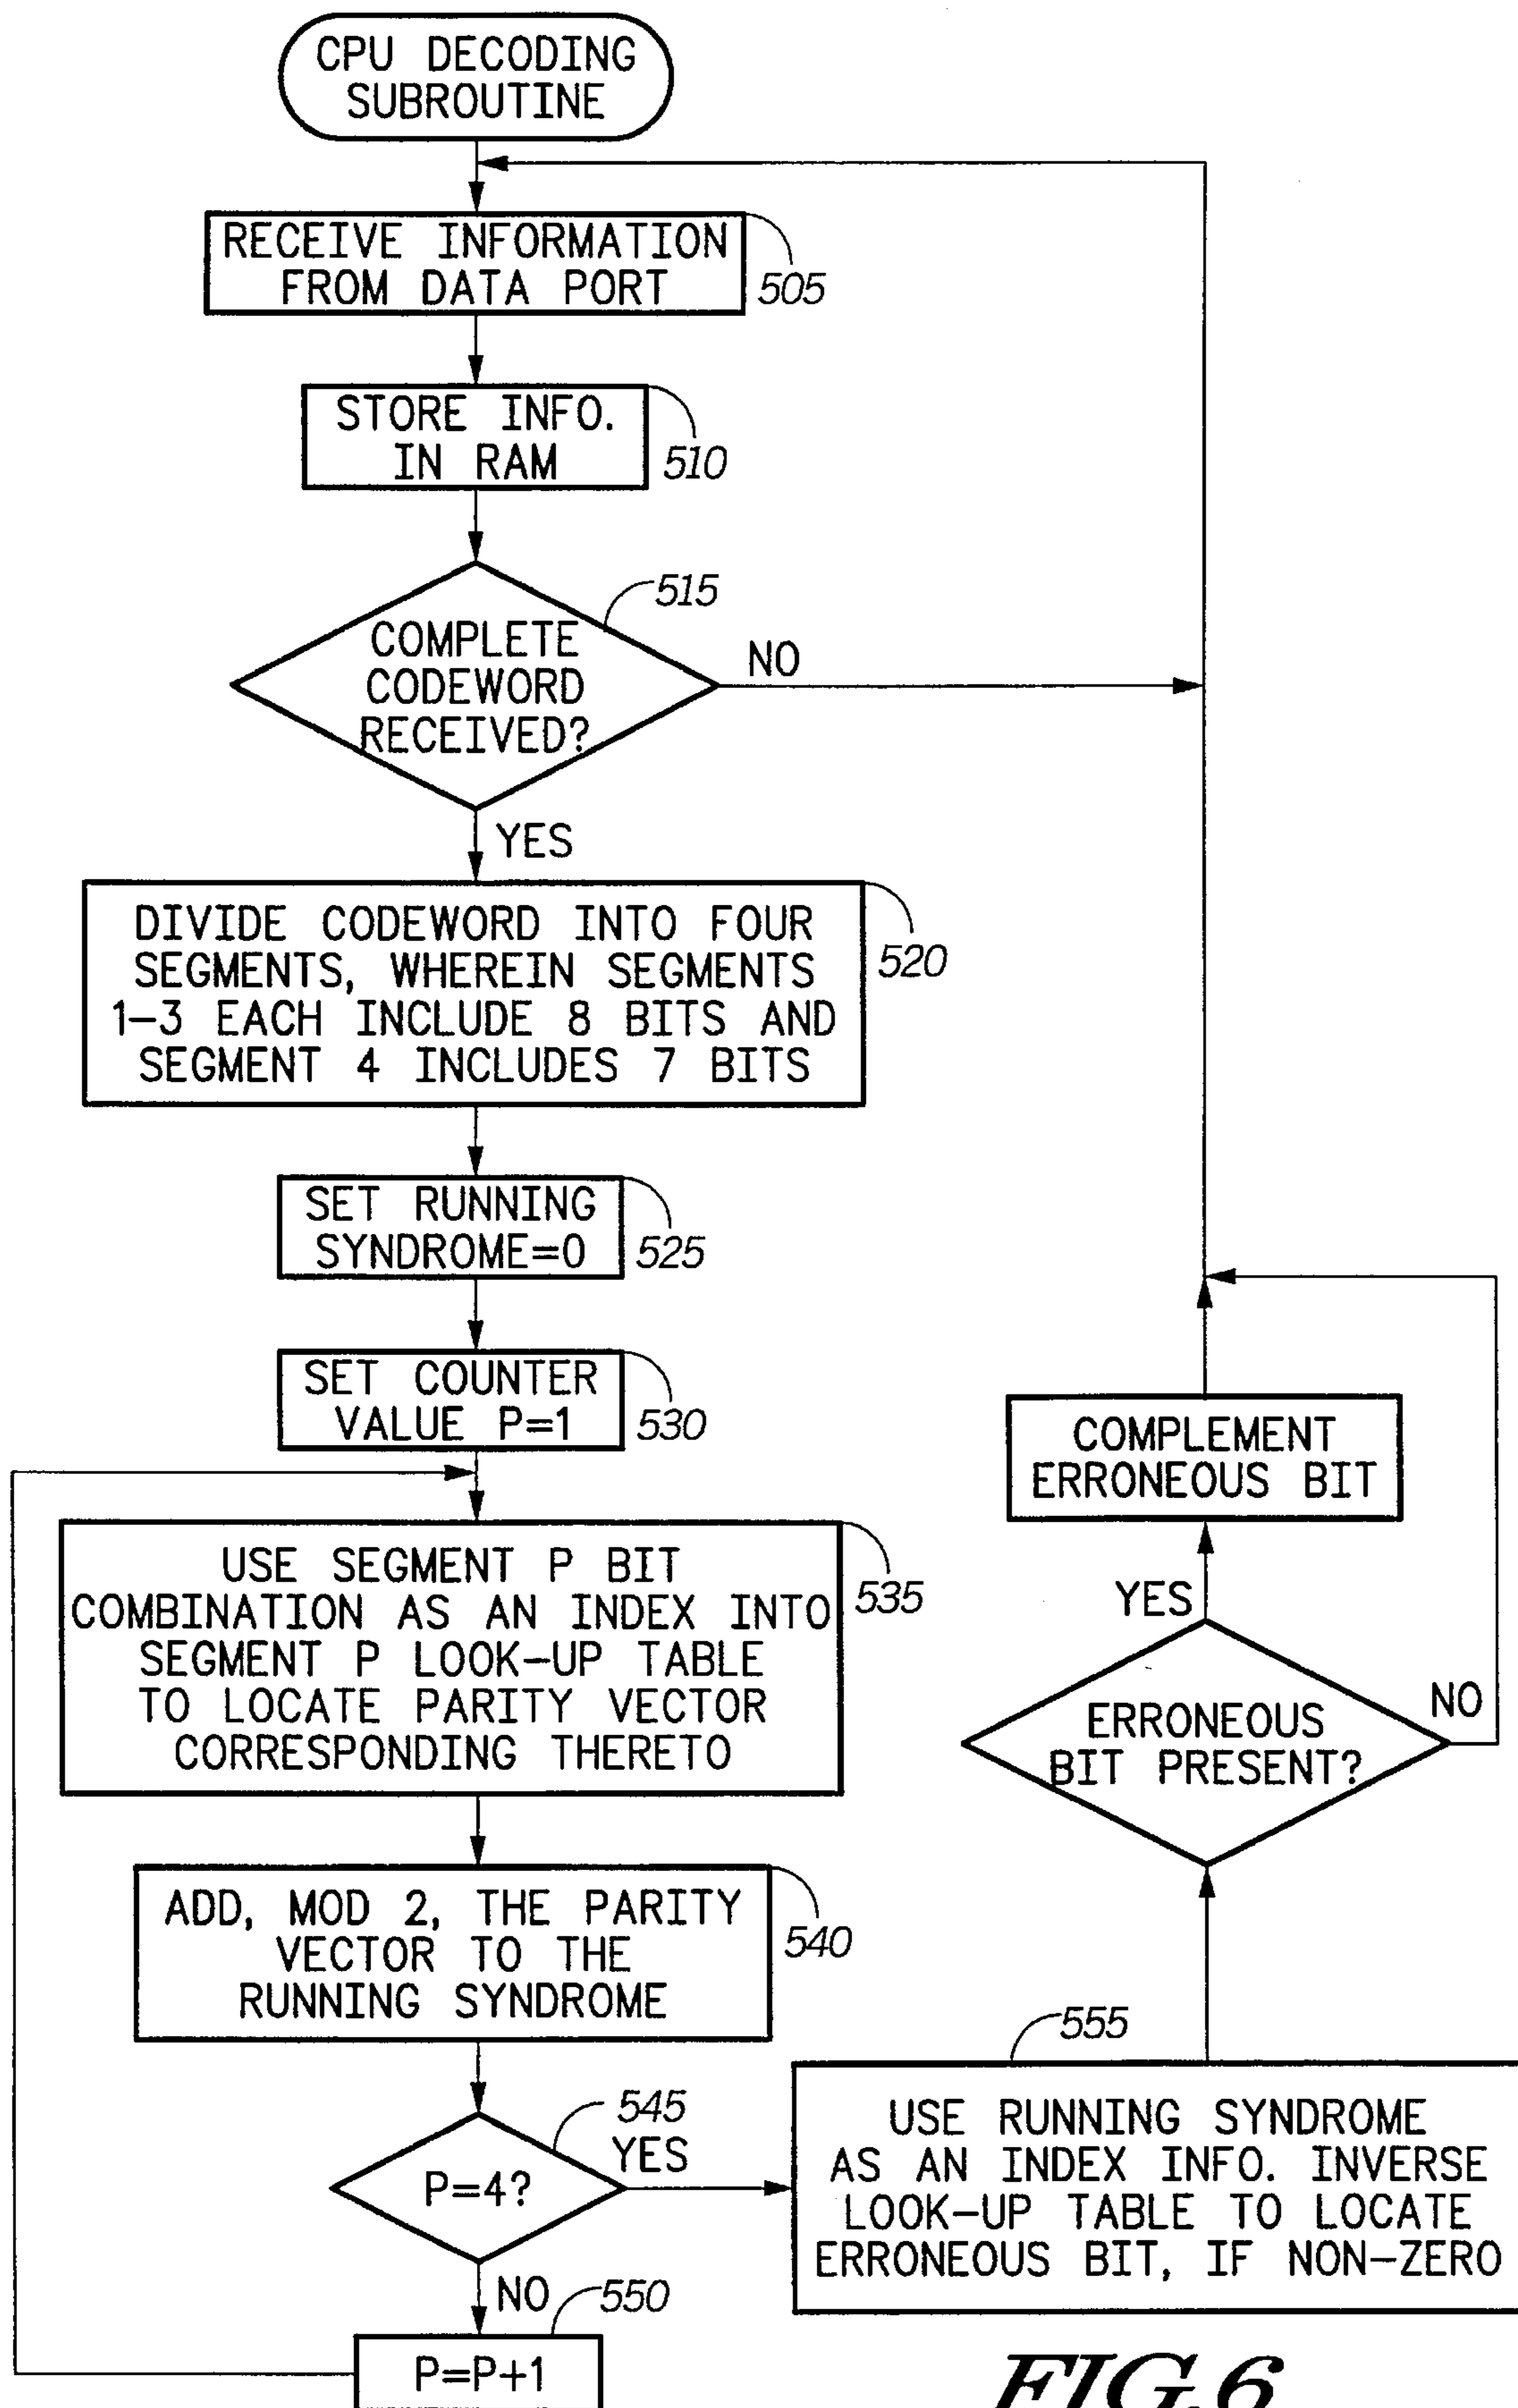 CPU DECODING
SUBROUTINE
RECEIVE INFORMATION
FROM DATA PORT
505
STORE INFO.
IN RAM
510
515
COMPLETE
CODEWORD
RECEIVED?
NO
YES
DIVIDE CODEWORD INTO FOUR
SEGMENTS, WHEREIN SEGMENTS
1-3 EACH INCLUDE 8 BITS AND
SEGMENT 4 INCLUDES 7 BITS
520
SET RUNNING
SYNDROME=0
525
SET COUNTER
VALUE P=1
530
USE SEGMENT P BIT
COMBINATION AS AN INDEX INTO
SEGMENT P LOOK-UP TABLE
TO LOCATE PARITY VECTOR
CORRESPONDING THERETO
535
ADD, MOD 2, THE PARITY
VECTOR TO THE
RUNNING SYNDROME
540
545
P=4?
YES
NO
550
P=P+1
555
USE RUNNING SYNDROME
AS AN INDEX INFO. INVERSE
LOOK-UP TABLE TO LOCATE
ERRONEOUS BIT, IF NON-ZERO
ERRONEOUS
BIT PRESENT?
NO
YES
COMPLEMENT
ERRONEOUS BIT
FIG.6